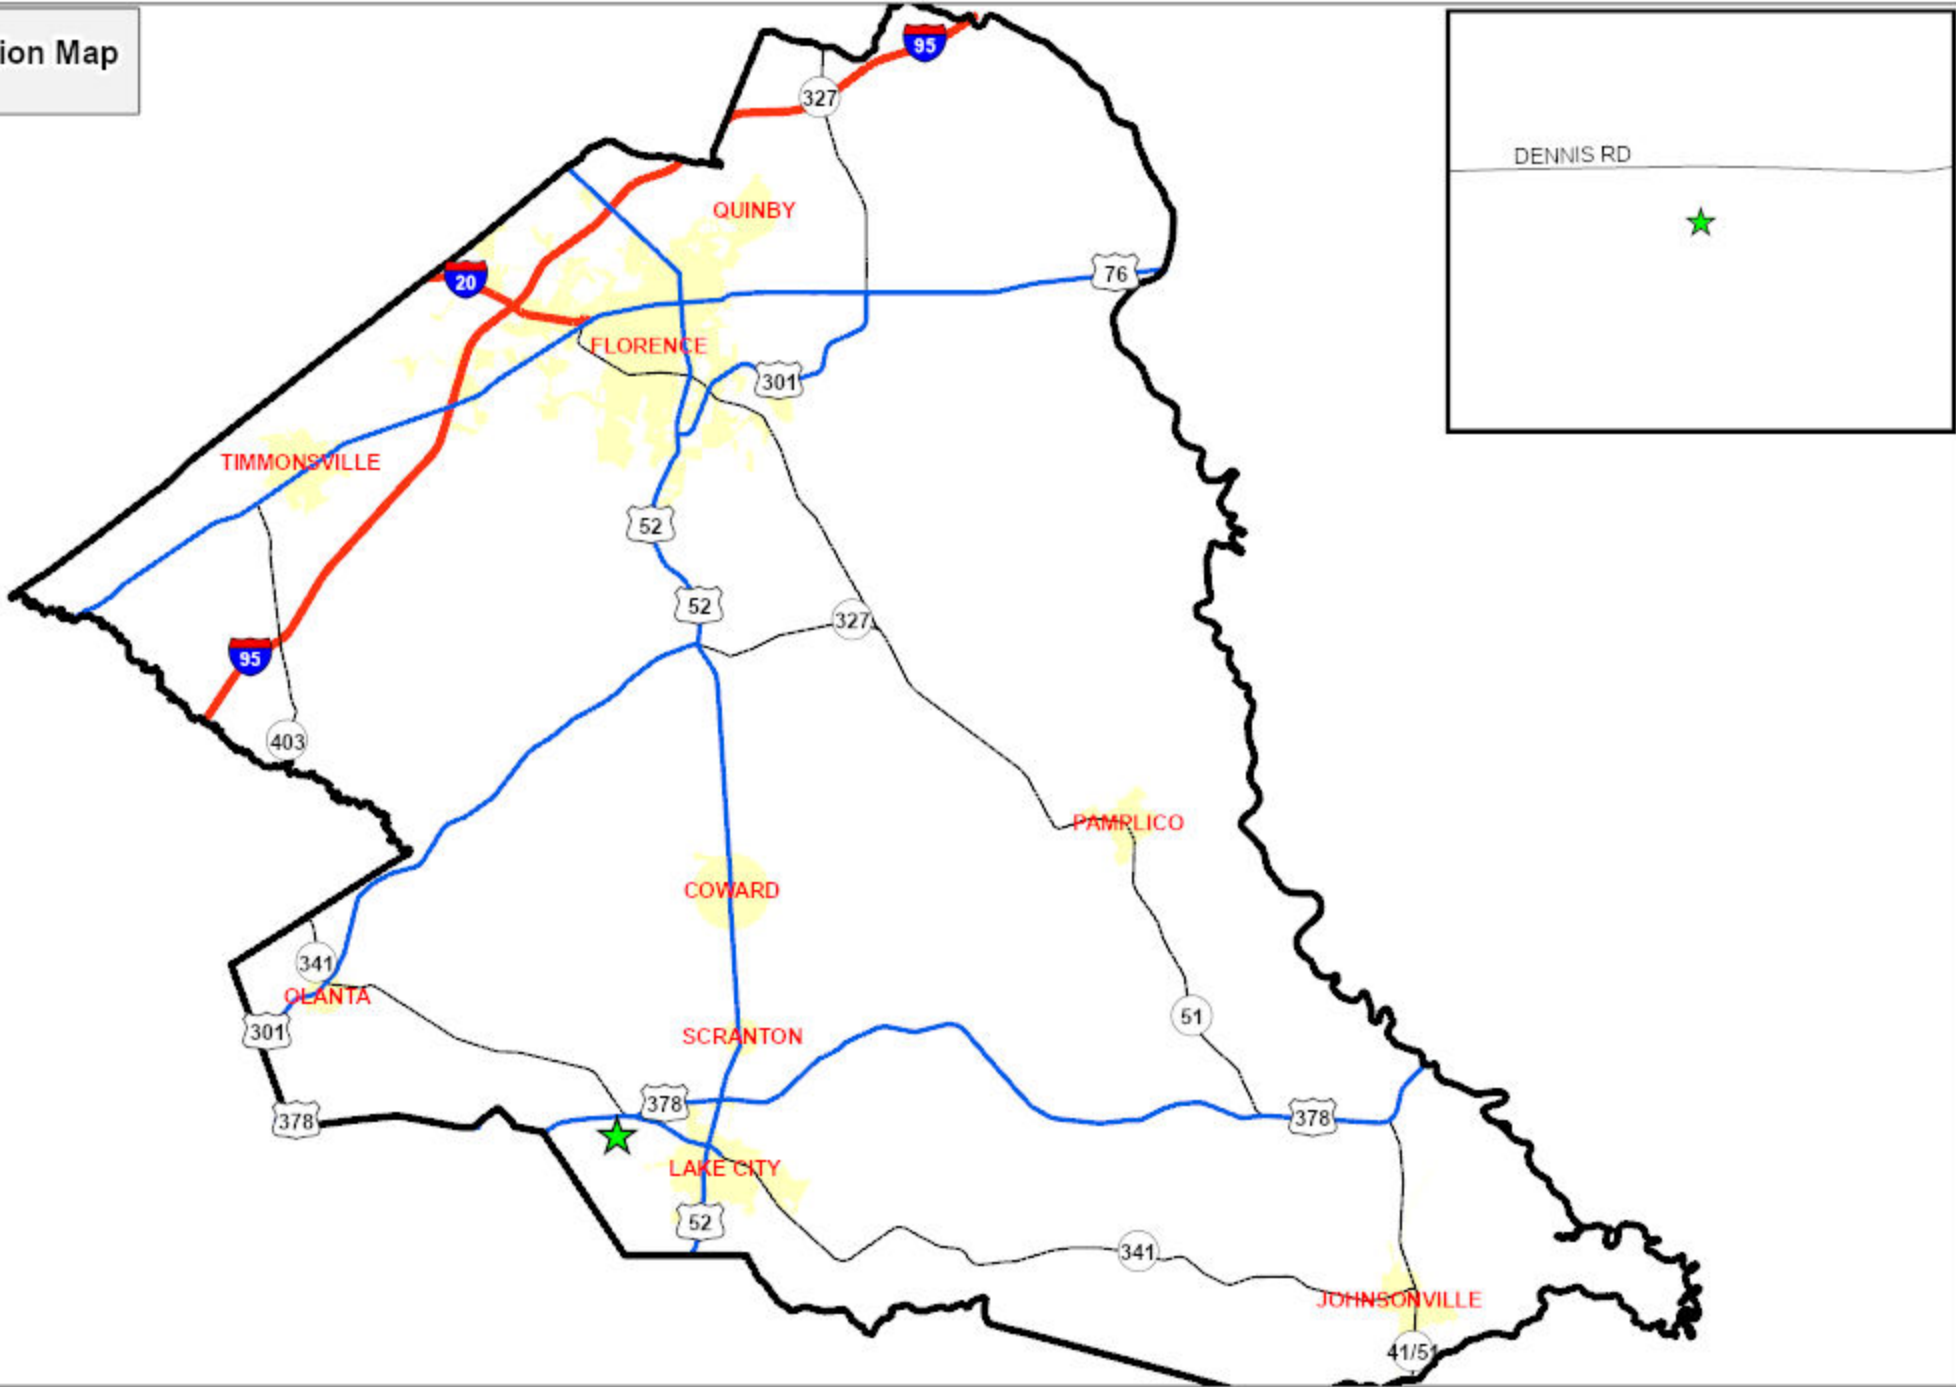 ion Map
95
327
DENNIS RD
QUINBY
76
20
FLORENCE
301
TIMMONSVILLE
52
52
327
95
403
PAMPLICO
COWARD
341
OLANTA
51
301
SCRANTON
378
378
378
LAKE CITY
52
341
JOHNSONVILLE
41/51